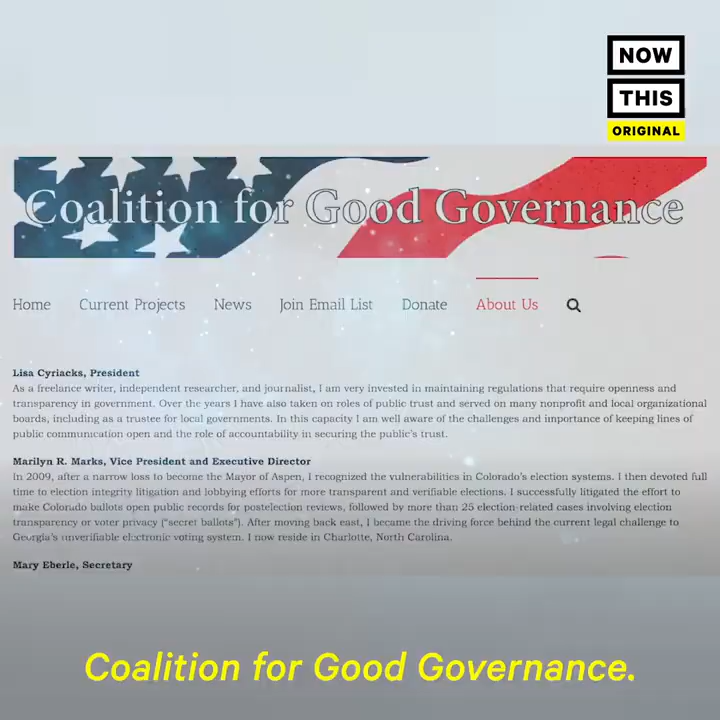 NOW
THIS
ORIGINAL
Coalition for Good Governance
Home Current Projects News Join Email List Donate About Us
Lisa Cyriacks, President
As a freelance writer, independent researcher, and journalist, I am very invested in maintaining regulations that require openness and
transparency in government. Over the years I have also taken on roles of public trust and served on many nonprofit and local organizational
boards, including as a trustee for local governments. In this capacity I am well aware of the challenges and importance of keeping lines of
public communication open and the role of accountability in securing the public's trust.
Marilyn R. Marks, Vice President and Executive Director
In 2009, after a narrow loss to become the Mayor of Aspen, I recognized the vulnerabilities in Colorado's election systems. I then devoted full
time to election integrity litigation and lobbying efforts for more transparent and verifiable elections. I successfully litigated the effort to
make Colorado ballots open public records for postelection reviews, followed by more than 25 election-related cases involving election
transparency or voter privacy ("secret ballots"). After moving back east, I became the driving force behind the current legal challenge to
Georgia's unverifiable electronic voting system. I now reside in Charlotte, North Carolina.
Mary Eberle, Secretary
Coalition for Good Governance.